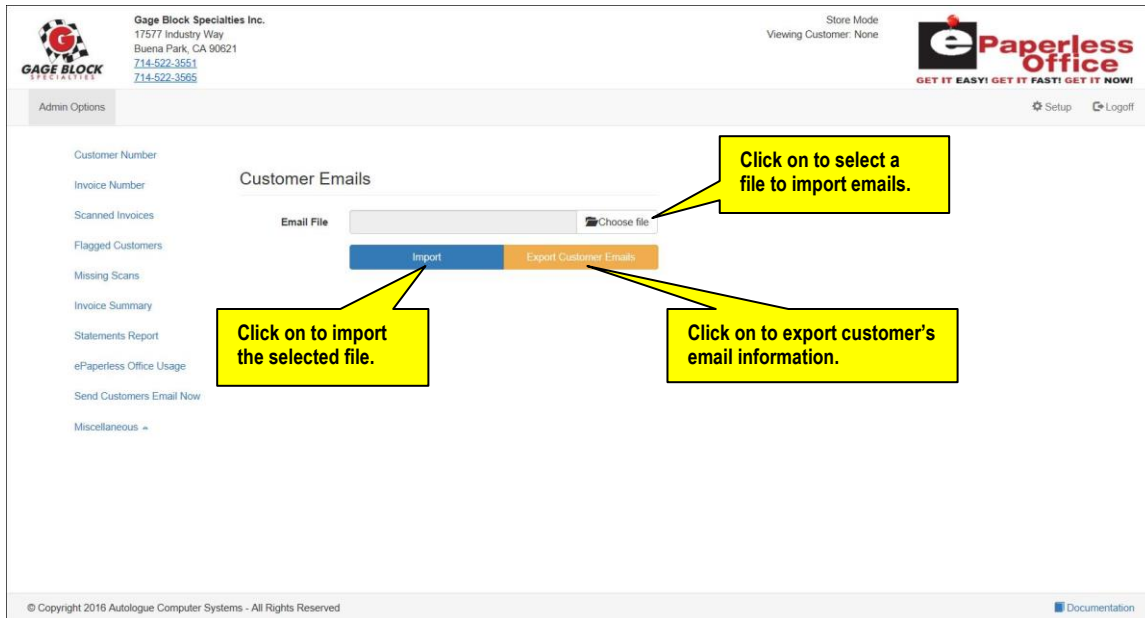 G
GAGE BLOCK
SPECIALTIES
Gage Block Specialties Inc.
17577 Industry Way
Buena Park, CA 90621
714-522-3551
714-522-3565
Store Mode
Viewing Customer: None
e Paperless
Office
GET IT EASY! GET IT FAST! GET IT NOW!
Admin Options
Setup
Logoff
Customer Number
Invoice Number
Scanned Invoices
Flagged Customers
Missing Scans
Invoice Summary
Statements Report
ePaperless Office Usage
Send Customers Email Now
Miscellaneous
Customer Emails
Email File
Choose file
Import
Export Customer Emails
Click on to select a
file to import emails.
Click on to import
the selected file.
Click on to export customer’s
email information.
© Copyright 2016 Autologue Computer Systems - All Rights Reserved
Documentation